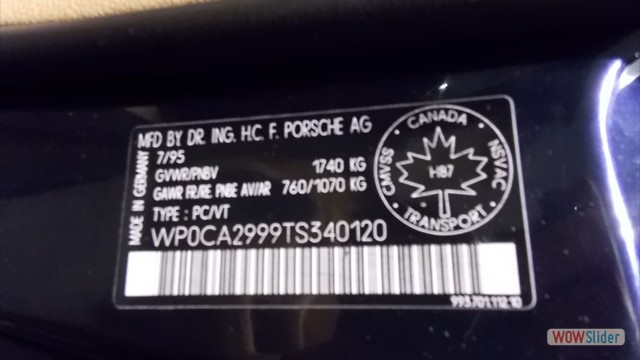 MFD BY DR. ING. H.C. F. PORSCHE AG
7/95
GVWR/PNBV 1740 KG
GAWR FR/RE PNBE AV/AR 760/1070 KG
TYPE : PC/VT
WP0CA2999TS340120
MADE IN GERMANY
CANADA
CMVSS
NSVAC
H87
TRANSPORT
993.701.112.10
WOWSlider